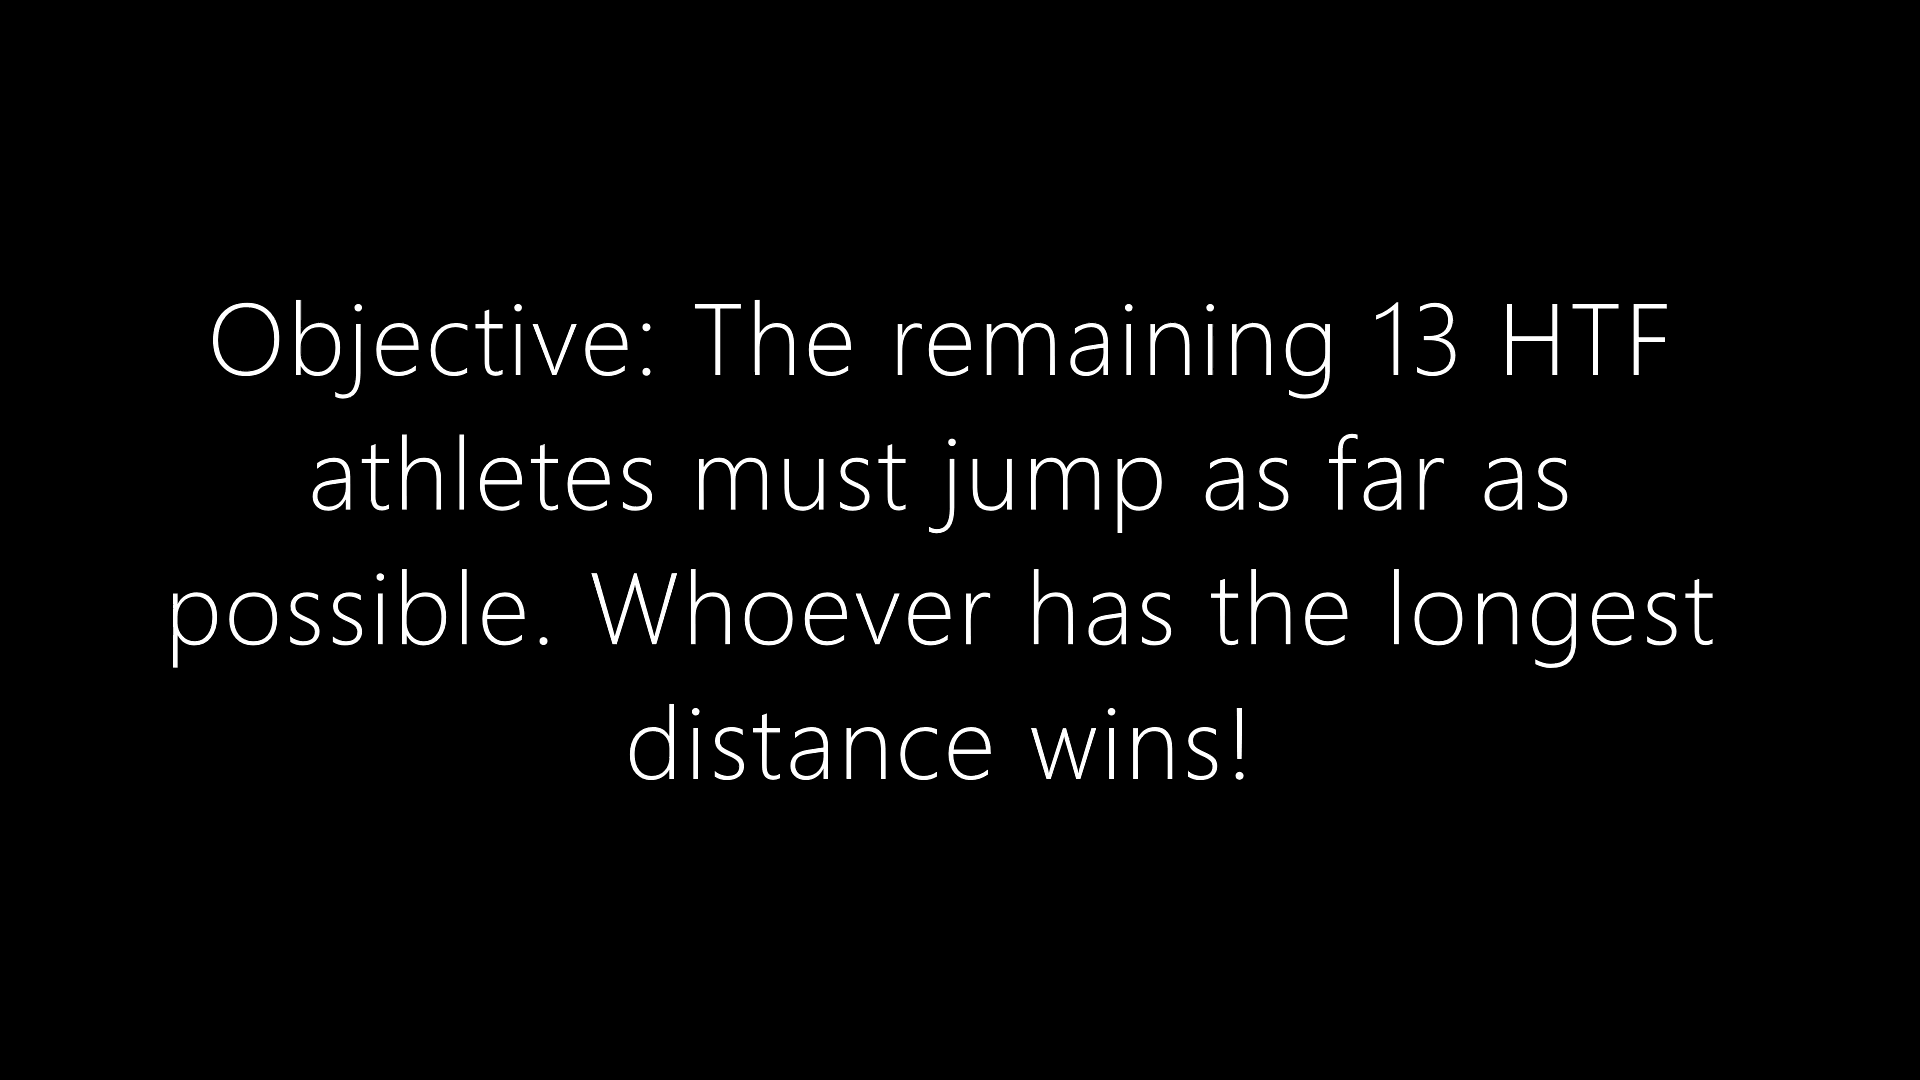 Objective: The remaining 13 HTF
athletes must jump as far as
possible. Whoever has the longest
distance wins!